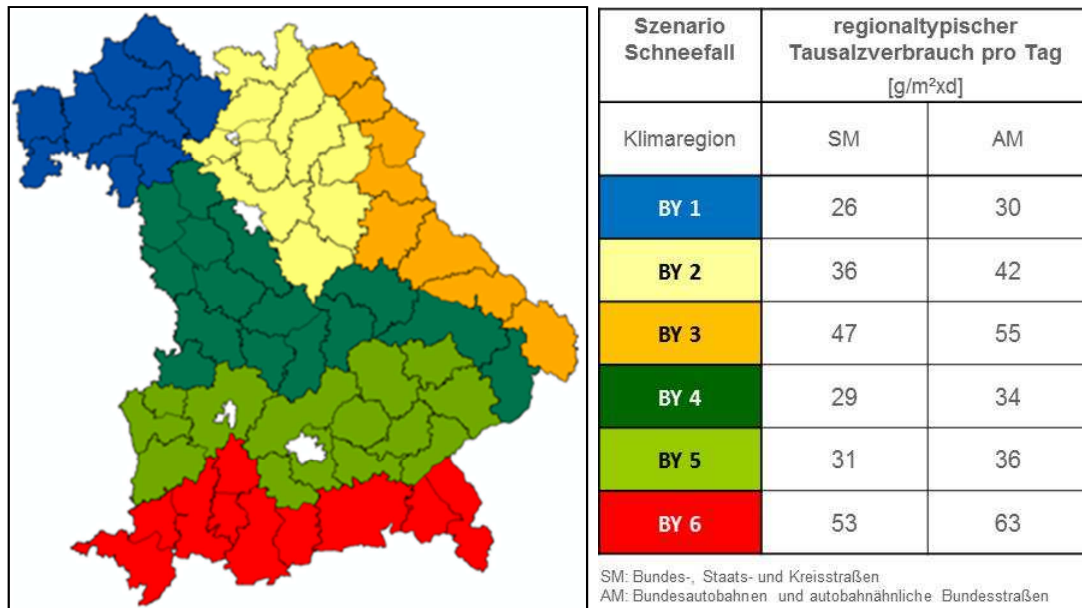 Szenario
Schneefall
regionaltypischer
Tausalzverbrauch pro Tag
[g/m²xd]
Klimaregion SM AM
BY 1 26 30
BY 2 36 42
BY 3 47 55
BY 4 29 34
BY 5 31 36
BY 6 53 63
SM: Bundes-, Staats- und Kreisstraßen
AM: Bundesautobahnen und autobahnähnliche Bundesstraßen